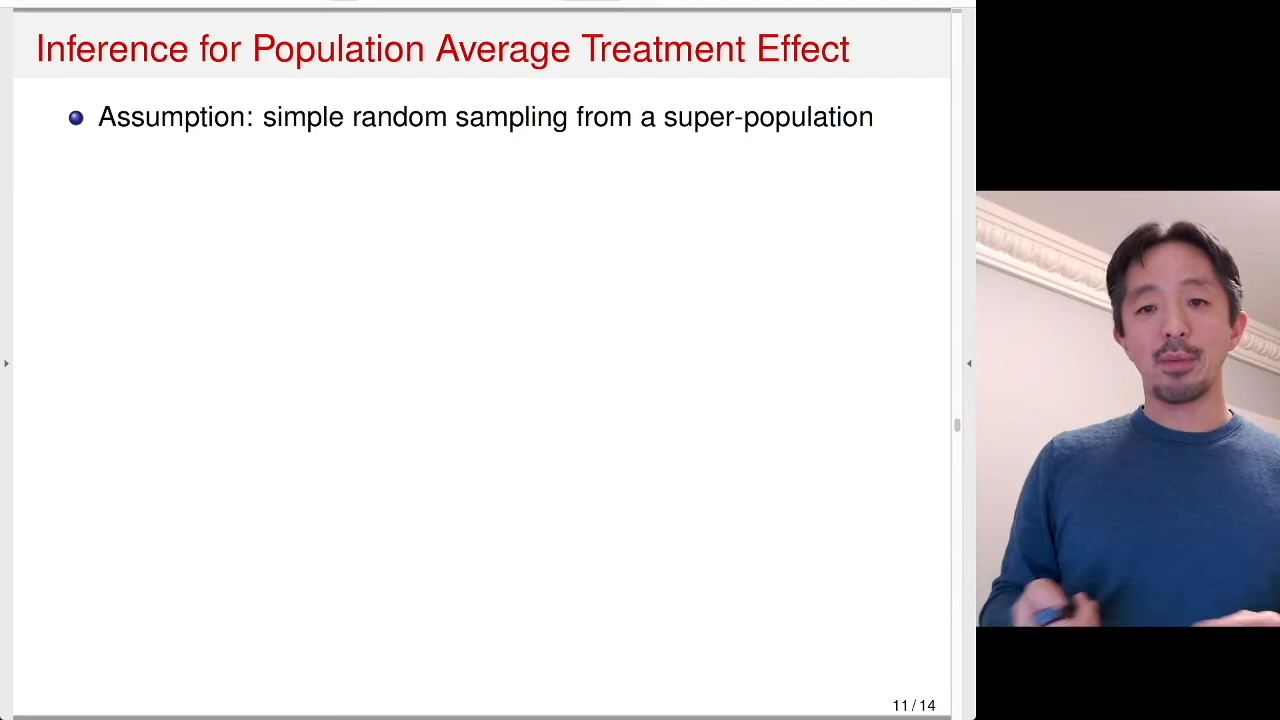 Inference for Population Average Treatment Effect
Assumption: simple random sampling from a super-population
11 / 14